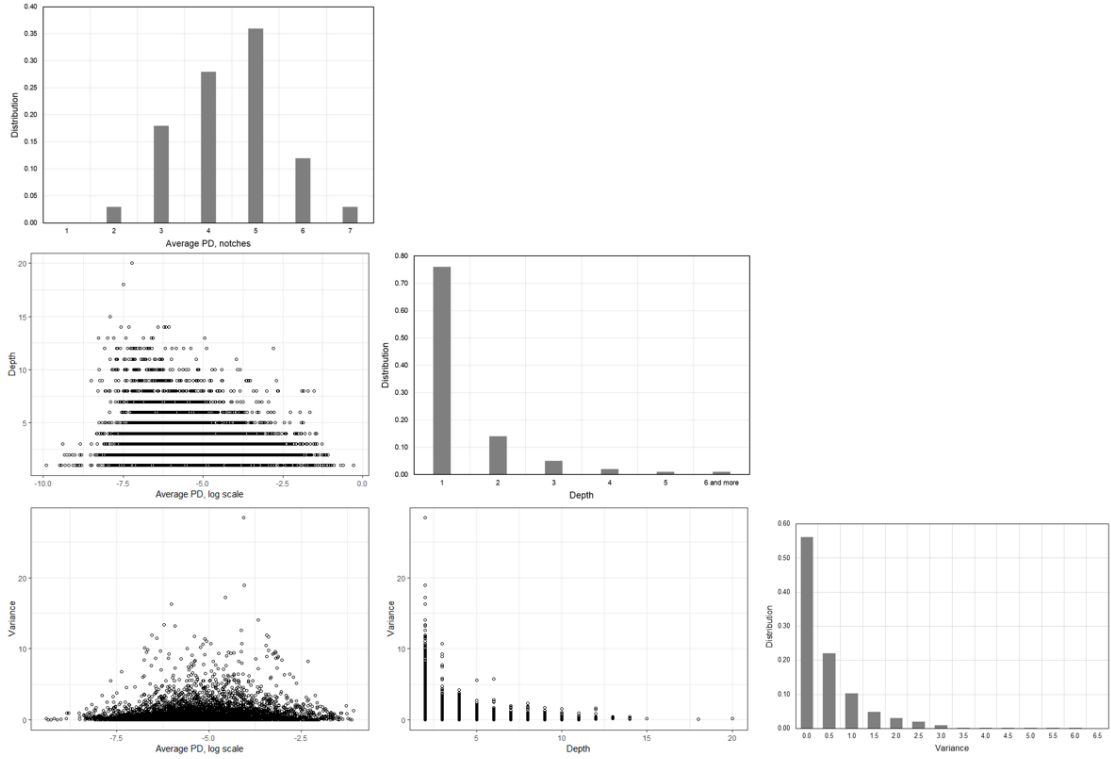 0.40
0.35
0.30
0.25
0.20
0.15
0.10
0.05
0.00
Distribution
1 2 3 4 5 6 7
Average PD, notches
20
15
10
5
Depth
-10.0 -7.5 -5.0 -2.5 0.0
Average PD, log scale
0.80
0.70
0.60
0.50
0.40
0.30
0.20
0.10
0.00
Distribution
1 2 3 4 5 6 and more
Depth
20
10
0
Variance
-7.5 -5.0 -2.5
Average PD, log scale
20
10
0
Variance
5 10 15 20
Depth
0.60
0.50
0.40
0.30
0.20
0.10
0.00
Distribution
0.0 0.5 1.0 1.5 2.0 2.5 3.0 3.5 4.0 4.5 5.0 5.5 6.0 6.5
Variance